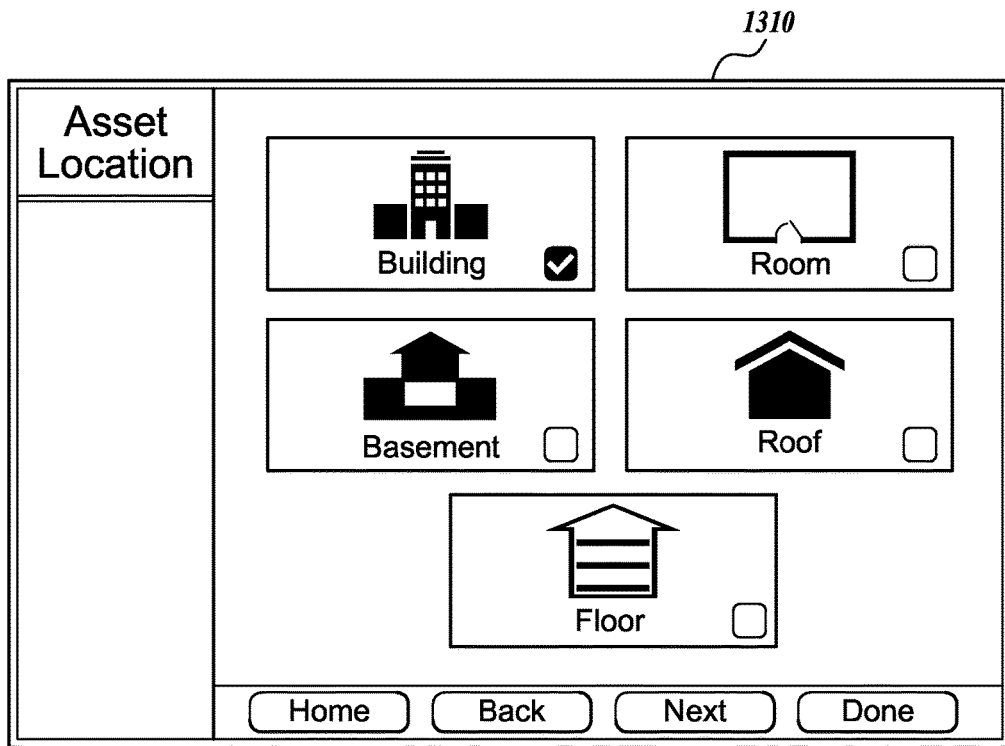 1310
Asset
Location
Building
Room
Basement
Roof
Floor
Home
Back
Next
Done